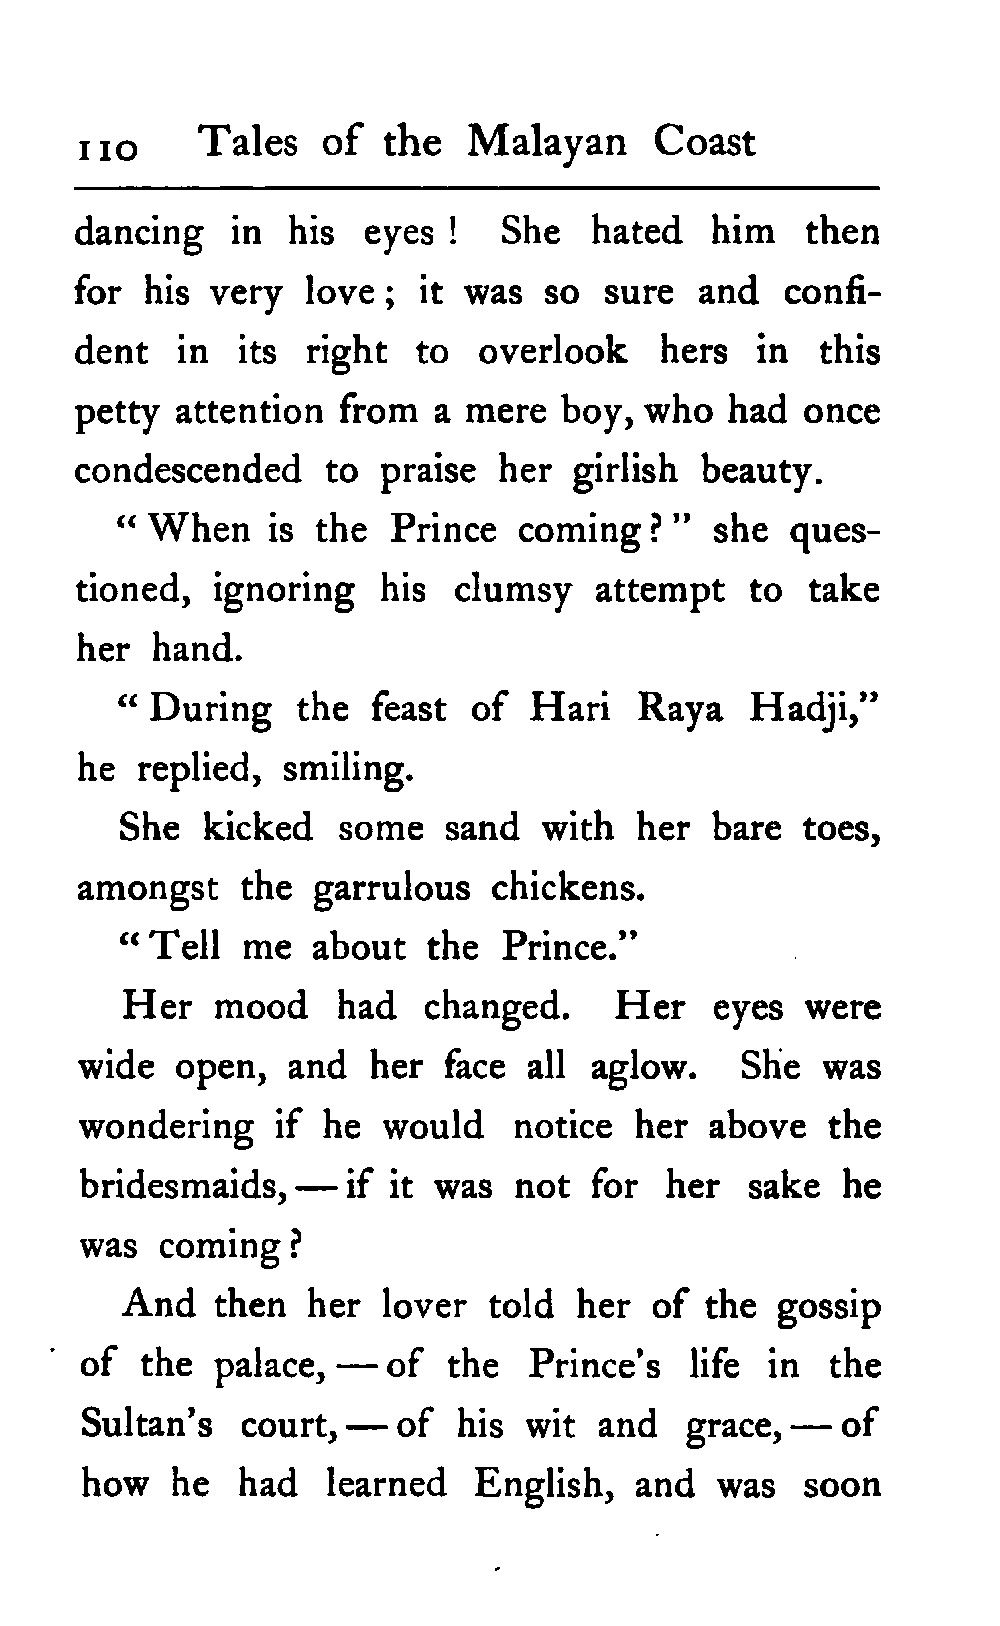 110 Tales of the Malayan Coast
dancing in his eyes! She hated him then
for his very love; it was so sure and confi-
dent in its right to overlook hers in this
petty attention from a mere boy, who had once
condescended to praise her girlish beauty.
"When is the Prince coming?" she ques-
tioned, ignoring his clumsy attempt to take
her hand.
"During the feast of Hari Raya Hadji,"
he replied, smiling.
She kicked some sand with her bare toes,
amongst the garrulous chickens.
"Tell me about the Prince."
Her mood had changed. Her eyes were
wide open, and her face all aglow. She was
wondering if he would notice her above the
bridesmaids,—if it was not for her sake he
was coming?
And then her lover told her of the gossip
of the palace,—of the Prince's life in the
Sultan's court,—of his wit and grace,—of
how he had learned English, and was soon